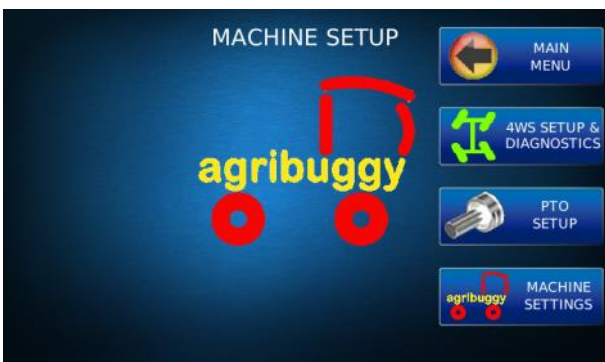 MACHINE SETUP
MAIN
MENU
4WS SETUP &
DIAGNOSTICS
agribuggy
PTO
SETUP
agribuggy
MACHINE
SETTINGS